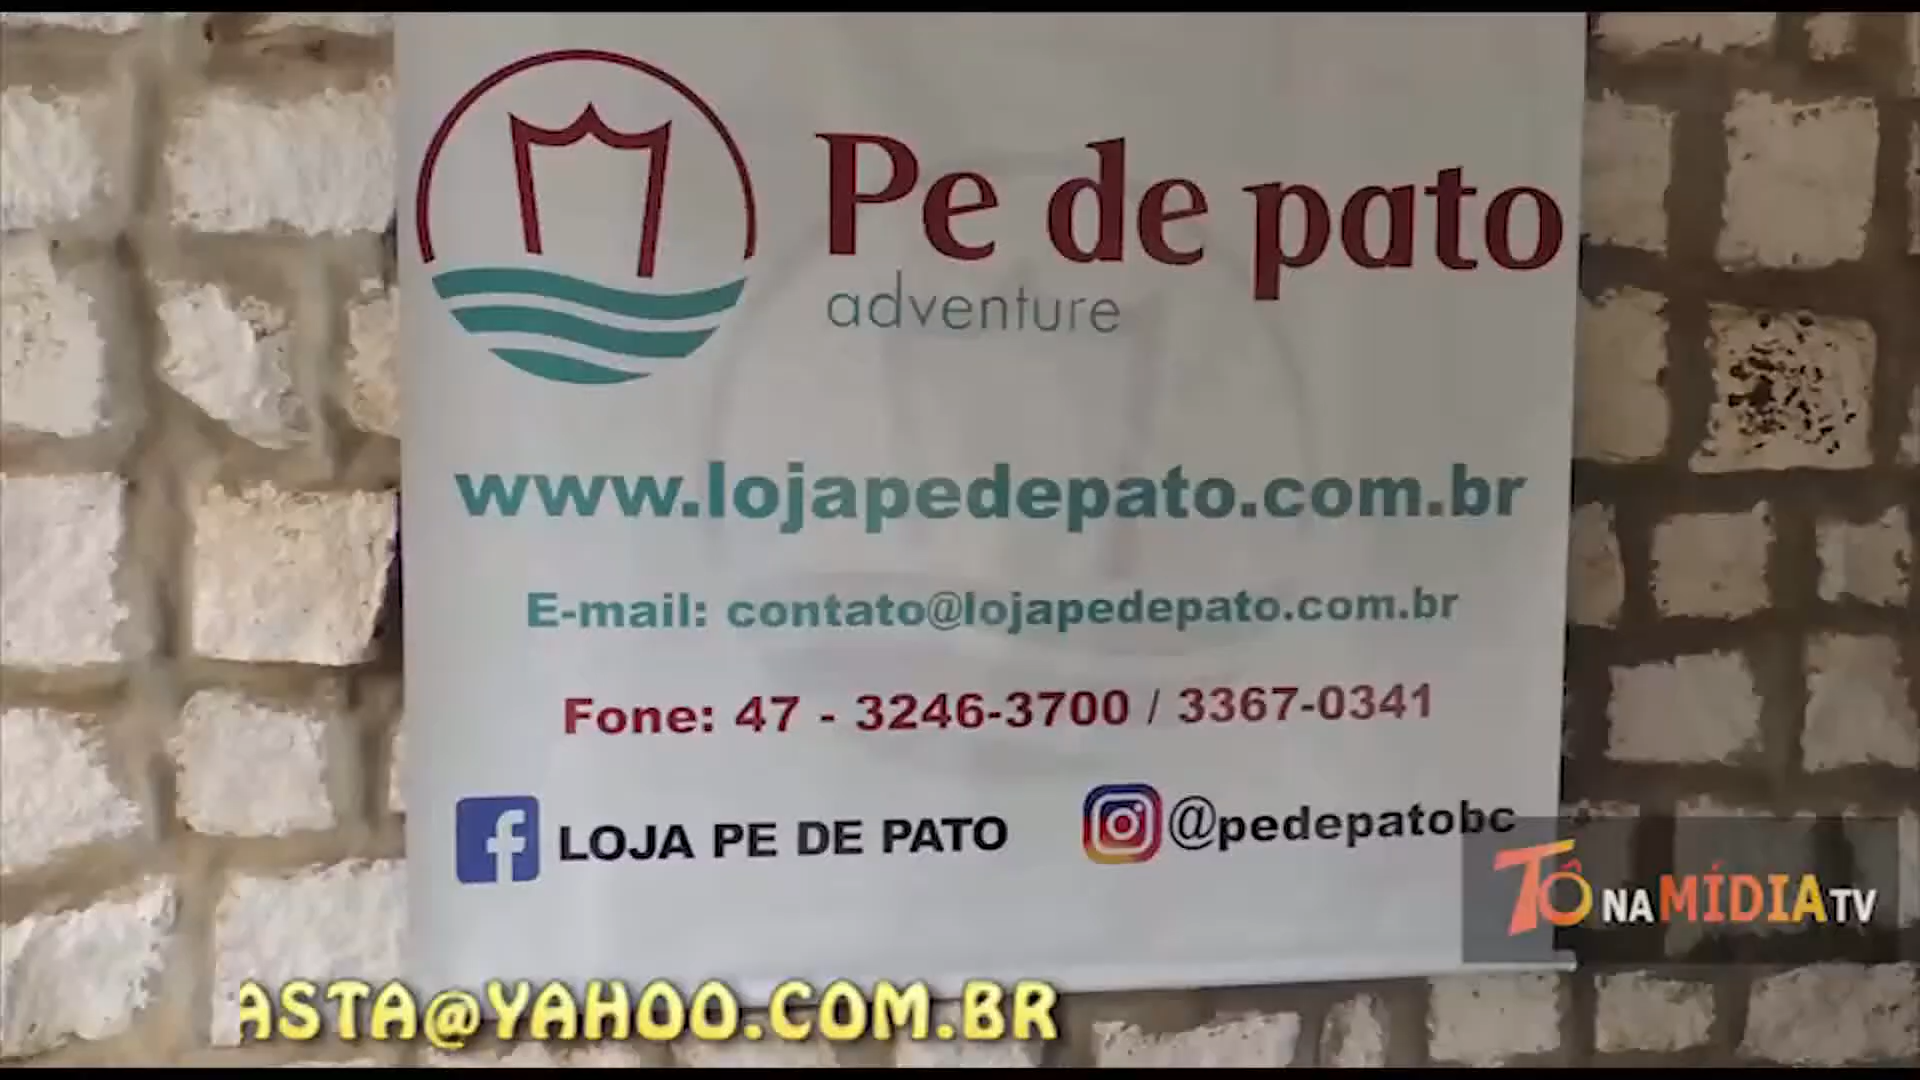 Pe de pato
adventure
www.lojapedepato.com.br
E-mail: contato@lojapedepato.com.br
Fone: 47 - 3246-3700 / 3367-0341
LOJA PE DE PATO
@pedepatobc
TÔ NA MÍDIA TV
ASTA@YAHOO.COM.BR